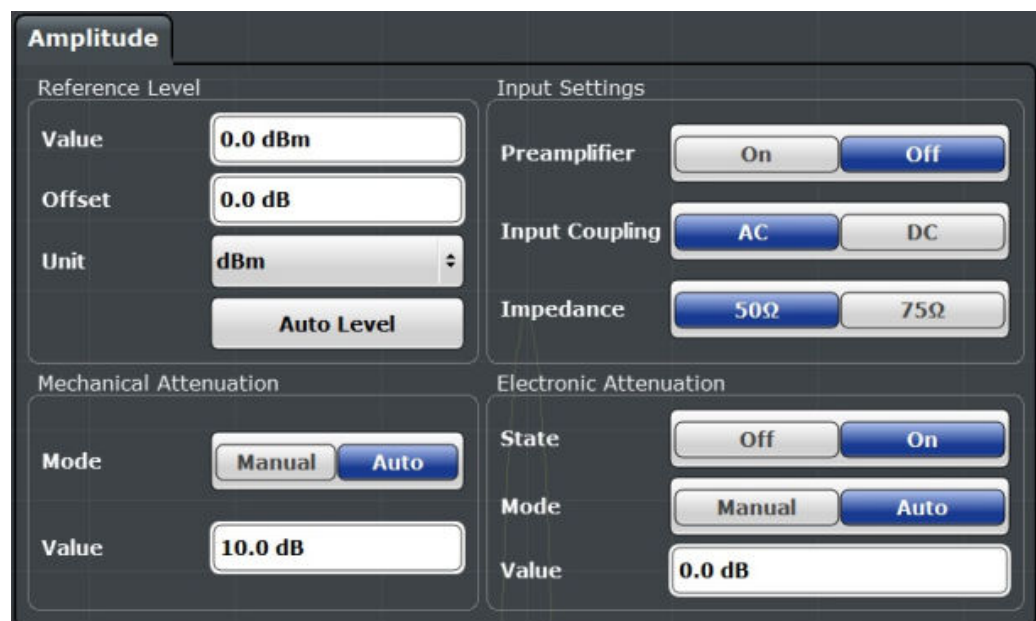 Amplitude
Reference Level
Value 0.0 dBm
Offset 0.0 dB
Unit dBm
Auto Level
Input Settings
Preamplifier On Off
Input Coupling AC DC
Impedance 50Ω 75Ω
Mechanical Attenuation
Mode Manual Auto
Value 10.0 dB
Electronic Attenuation
State Off On
Mode Manual Auto
Value 0.0 dB